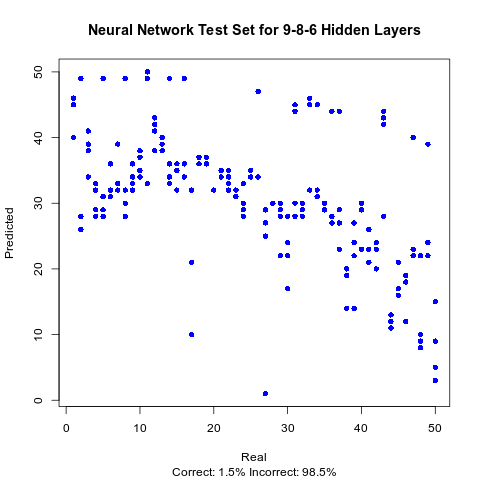 Neural Network Test Set for 9-8-6 Hidden Layers
50
40
30
20
10
0
Predicted
0 10 20 30 40 50
Real
Correct: 1.5% Incorrect: 98.5%